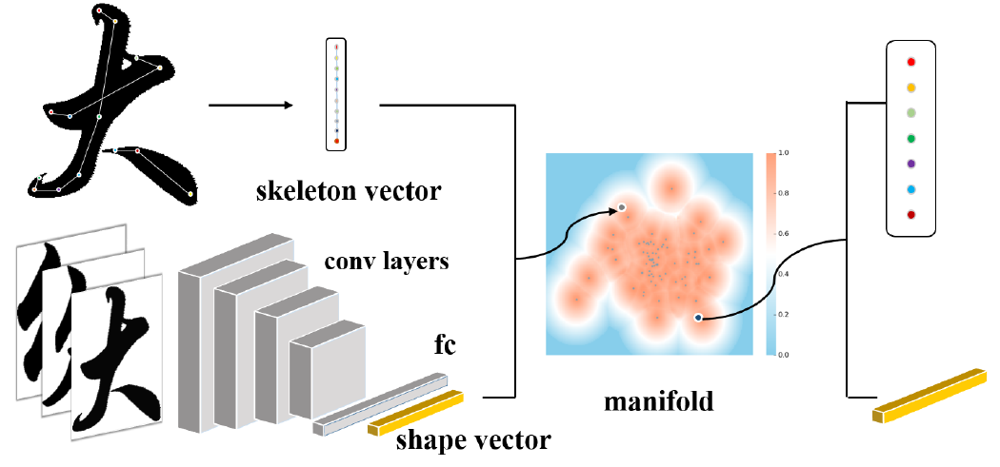 大
skeleton vector
conv layers
fc
shape vector
manifold
1.0
0.8
0.6
0.4
0.2
0.0
大